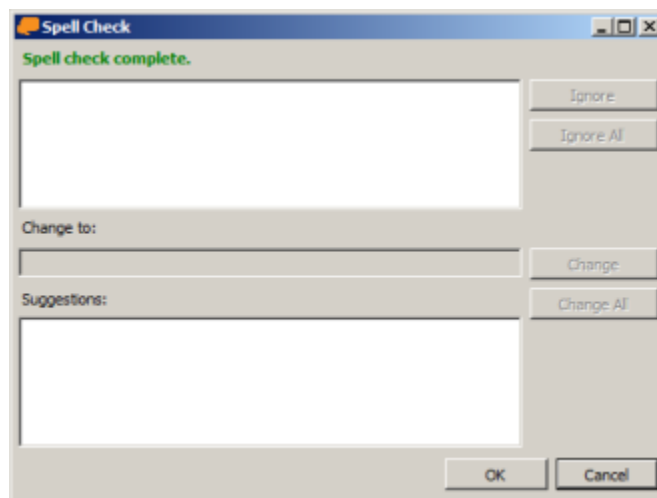 Spell Check
Spell check complete.
Ignore
Ignore All
Change to:
Change
Suggestions:
Change All
OK Cancel